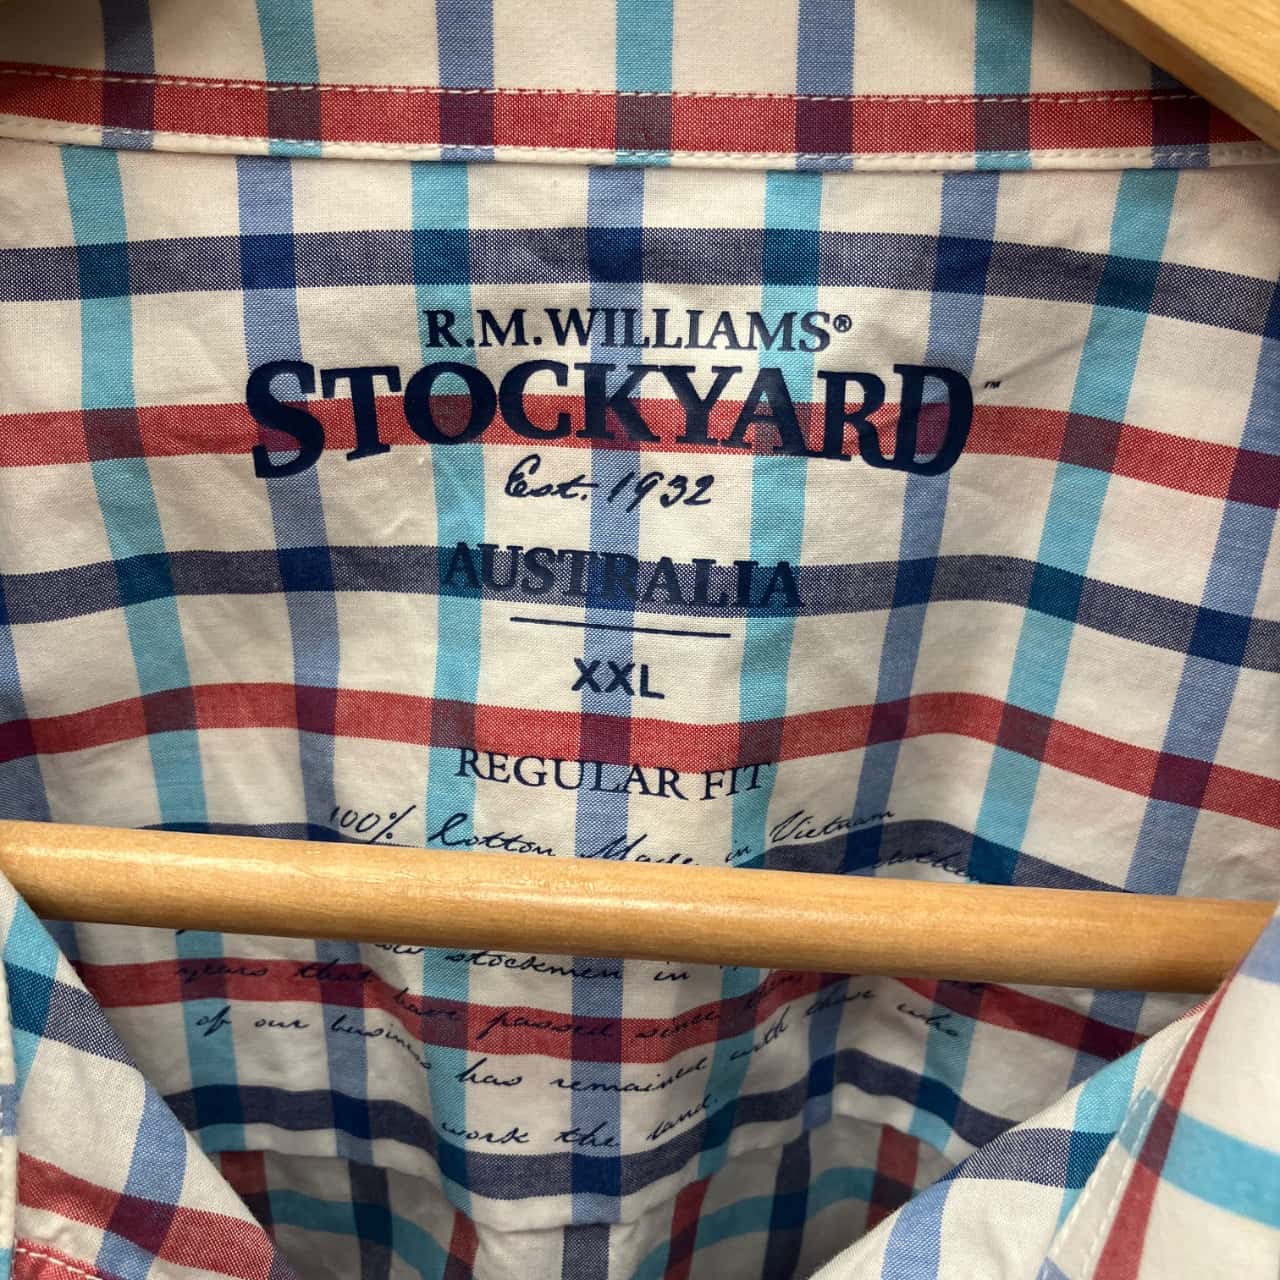 R.M.WILLIAMS®
STOCKYARD™
Est. 1932
AUSTRALIA
XXL
REGULAR FIT
100% Cotton Made in Vietnam
stockmen in
years that have passed since then
of our business has remained with those who
work the land.